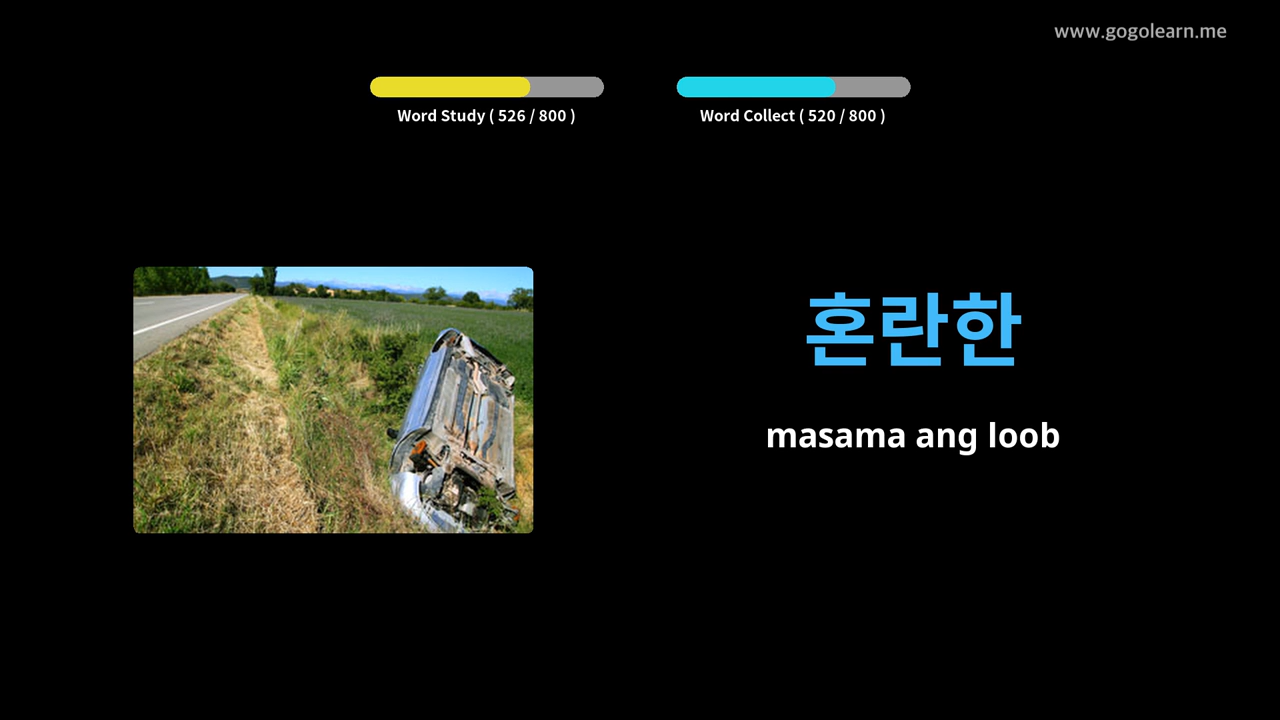 www.gogolearn.me
Word Study ( 526 / 800 )
Word Collect ( 520 / 800 )
혼란한
masama ang loob